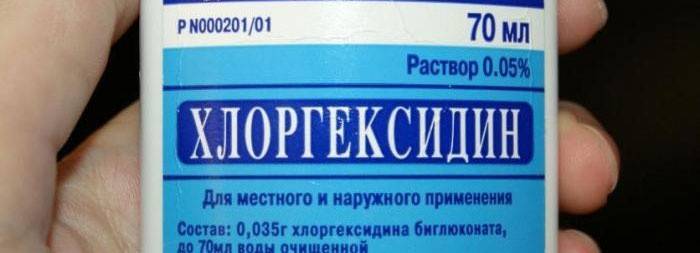 Р N000201/01
70 мл
Раствор 0.05%
ХЛОРГЕКСИДИН
Для местного и наружного применения
Состав: 0,035г хлоргексидина биглюконата,
до 70мл воды очищенной